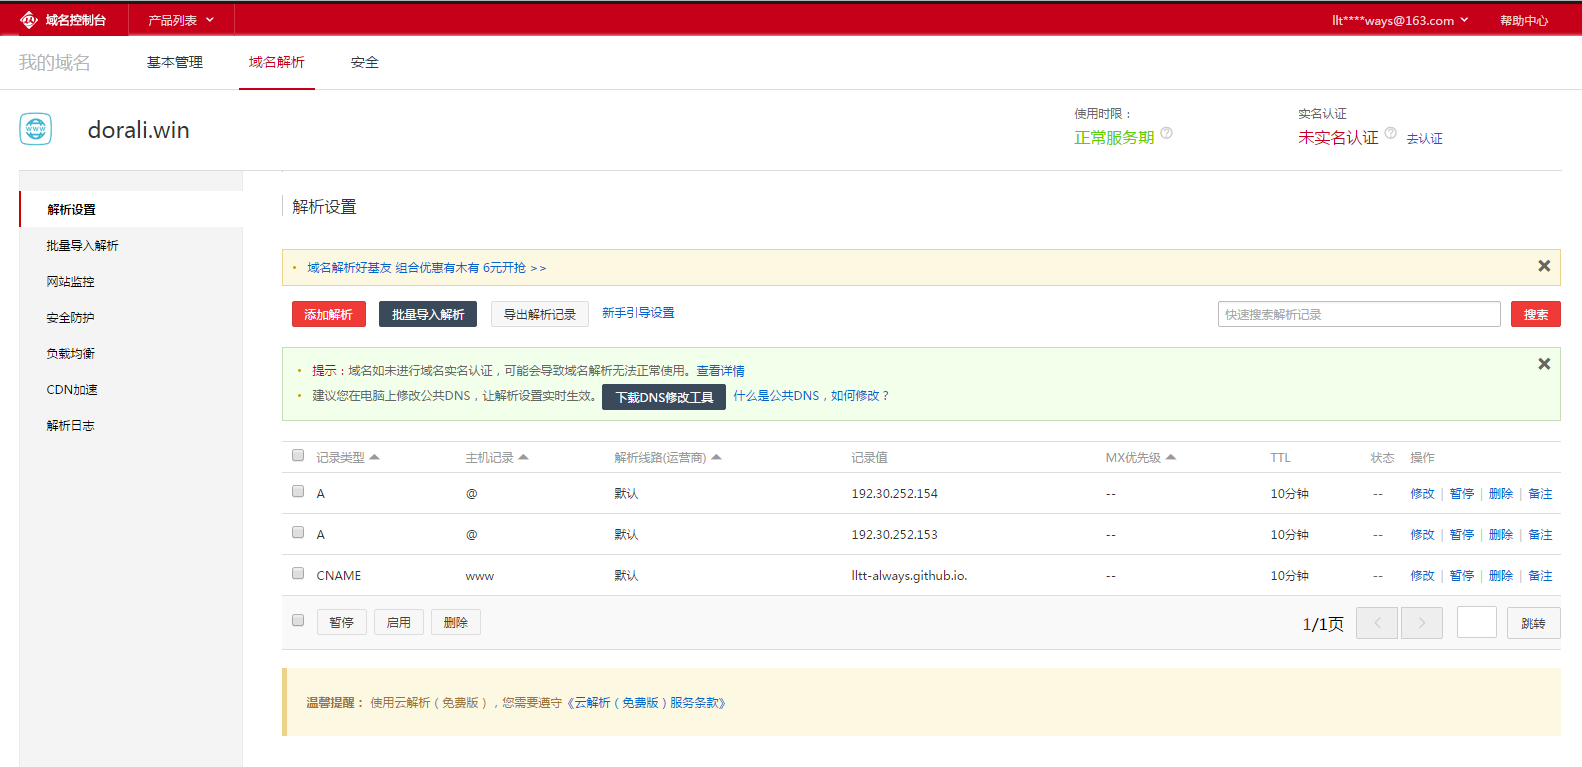 域名控制台 产品列表 llt****ways@163.com 帮助中心
我的域名 基本管理 域名解析 安全
www
dorali.win
使用时限： 实名认证
正常服务期 ? 未实名认证 ? 去认证
解析设置
批量导入解析
网站监控
安全防护
负载均衡
CDN加速
解析日志
解析设置
域名解析好基友 组合优惠有木有 6元开抢 >>
添加解析 批量导入解析 导出解析记录 新手引导设置 快速搜索解析记录 搜索
提示：域名如未进行域名实名认证，可能会导致域名解析无法正常使用。查看详情
建议您在电脑上修改公共DNS，让解析设置实时生效。 下载DNS修改工具 什么是公共DNS，如何修改？
记录类型 主机记录 解析线路(运营商) 记录值 MX优先级 TTL 状态 操作
A @ 默认 192.30.252.154 -- 10分钟 -- 修改 | 暂停 | 删除 | 备注
A @ 默认 192.30.252.153 -- 10分钟 -- 修改 | 暂停 | 删除 | 备注
CNAME www 默认 lltt-always.github.io. -- 10分钟 -- 修改 | 暂停 | 删除 | 备注
暂停 启用 删除 1/1页 < > 跳转
温馨提醒： 使用云解析（免费版），您需要遵守《云解析（免费版）服务条款》